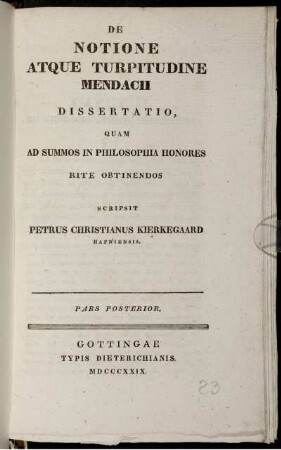 DE
NOTIONE
ATQUE TURPITUDINE
MENDACII
DISSERTATIO,
QUAM
AD SUMMOS IN PHILOSOPHIA HONORES
RITE OBTINENDOS
SCRIPSIT
PETRUS CHRISTIANUS KIERKEGAARD
HAFNIENSIS.
PARS POSTERIOR.
GOTTINGAE
TYPIS DIETERICHIANIS.
MDCCCXXIX.
23